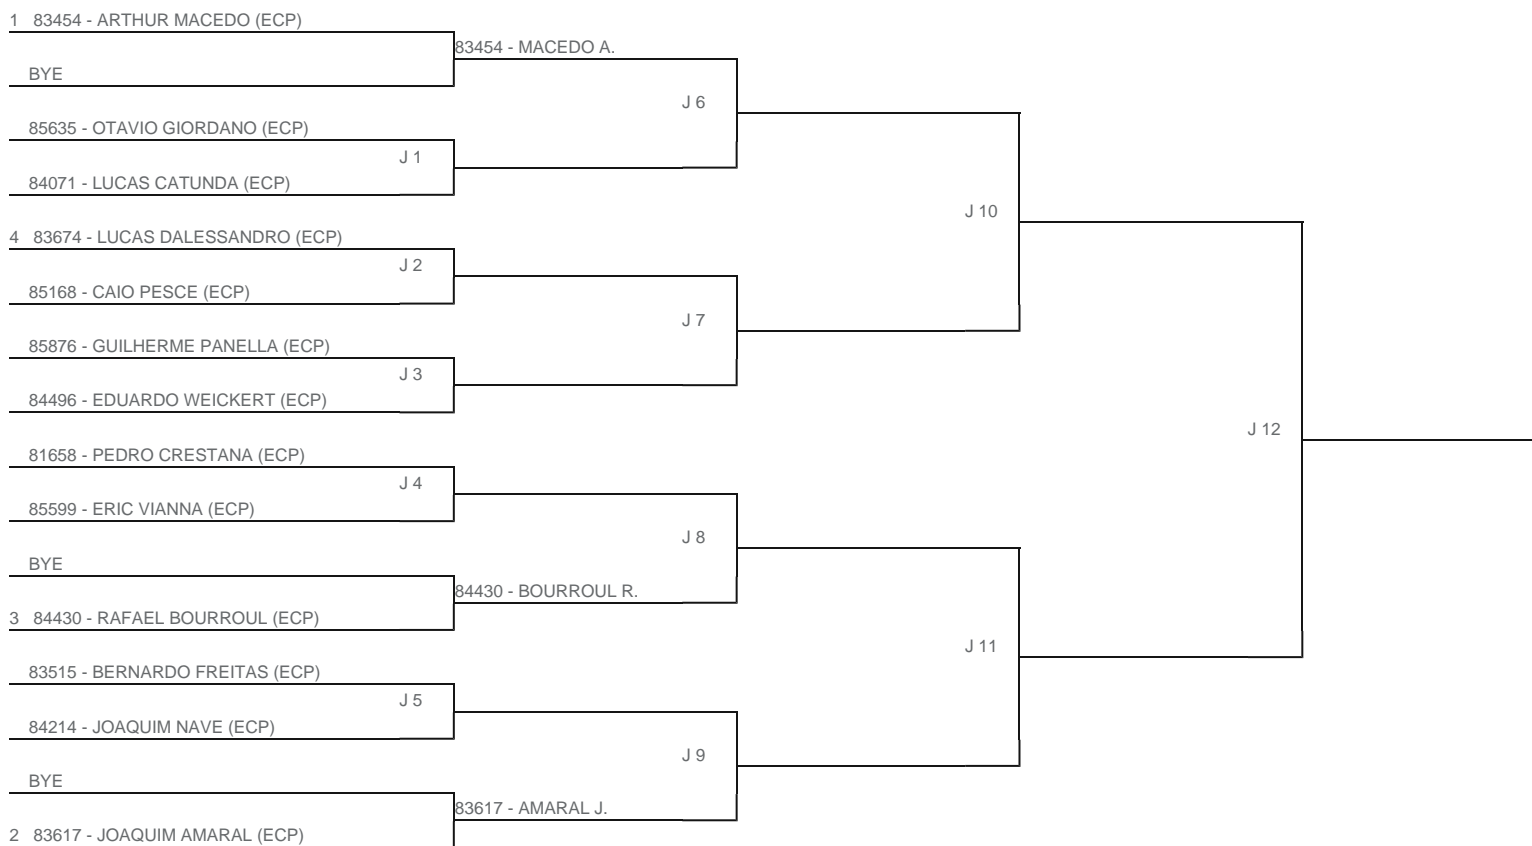 1 83454 - ARTHUR MACEDO (ECP)
83454 - MACEDO A.
BYE
J 6
85635 - OTAVIO GIORDANO (ECP)
J 1
84071 - LUCAS CATUNDA (ECP)
J 10
4 83674 - LUCAS DALESSANDRO (ECP)
J 2
85168 - CAIO PESCE (ECP)
J 7
85876 - GUILHERME PANELLA (ECP)
J 3
84496 - EDUARDO WEICKERT (ECP)
J 12
81658 - PEDRO CRESTANA (ECP)
J 4
85599 - ERIC VIANNA (ECP)
J 8
BYE
84430 - BOURROUL R.
3 84430 - RAFAEL BOURROUL (ECP)
J 11
83515 - BERNARDO FREITAS (ECP)
J 5
84214 - JOAQUIM NAVE (ECP)
J 9
BYE
83617 - AMARAL J.
2 83617 - JOAQUIM AMARAL (ECP)